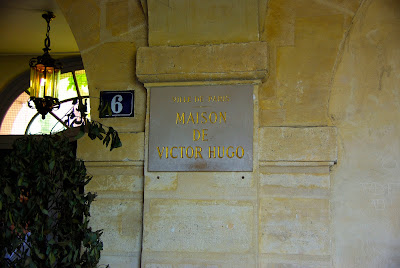 6
VILLE DE PARIS
MAISON
DE
VICTOR HUGO